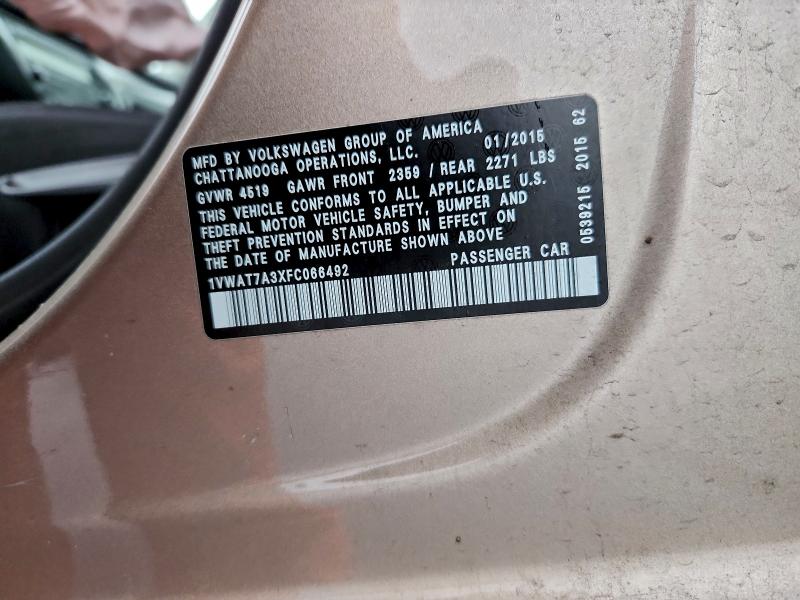 MFD BY VOLKSWAGEN GROUP OF AMERICA
CHATTANOOGA OPERATIONS, LLC. 01/2015
GVWR 4519 GAWR FRONT 2359 / REAR 2271 LBS
THIS VEHICLE CONFORMS TO ALL APPLICABLE U.S.
FEDERAL MOTOR VEHICLE SAFETY, BUMPER AND
THEFT PREVENTION STANDARDS IN EFFECT ON
THE DATE OF MANUFACTURE SHOWN ABOVE
1VWAT7A3XFC066492 PASSENGER CAR
0539215 2015 62